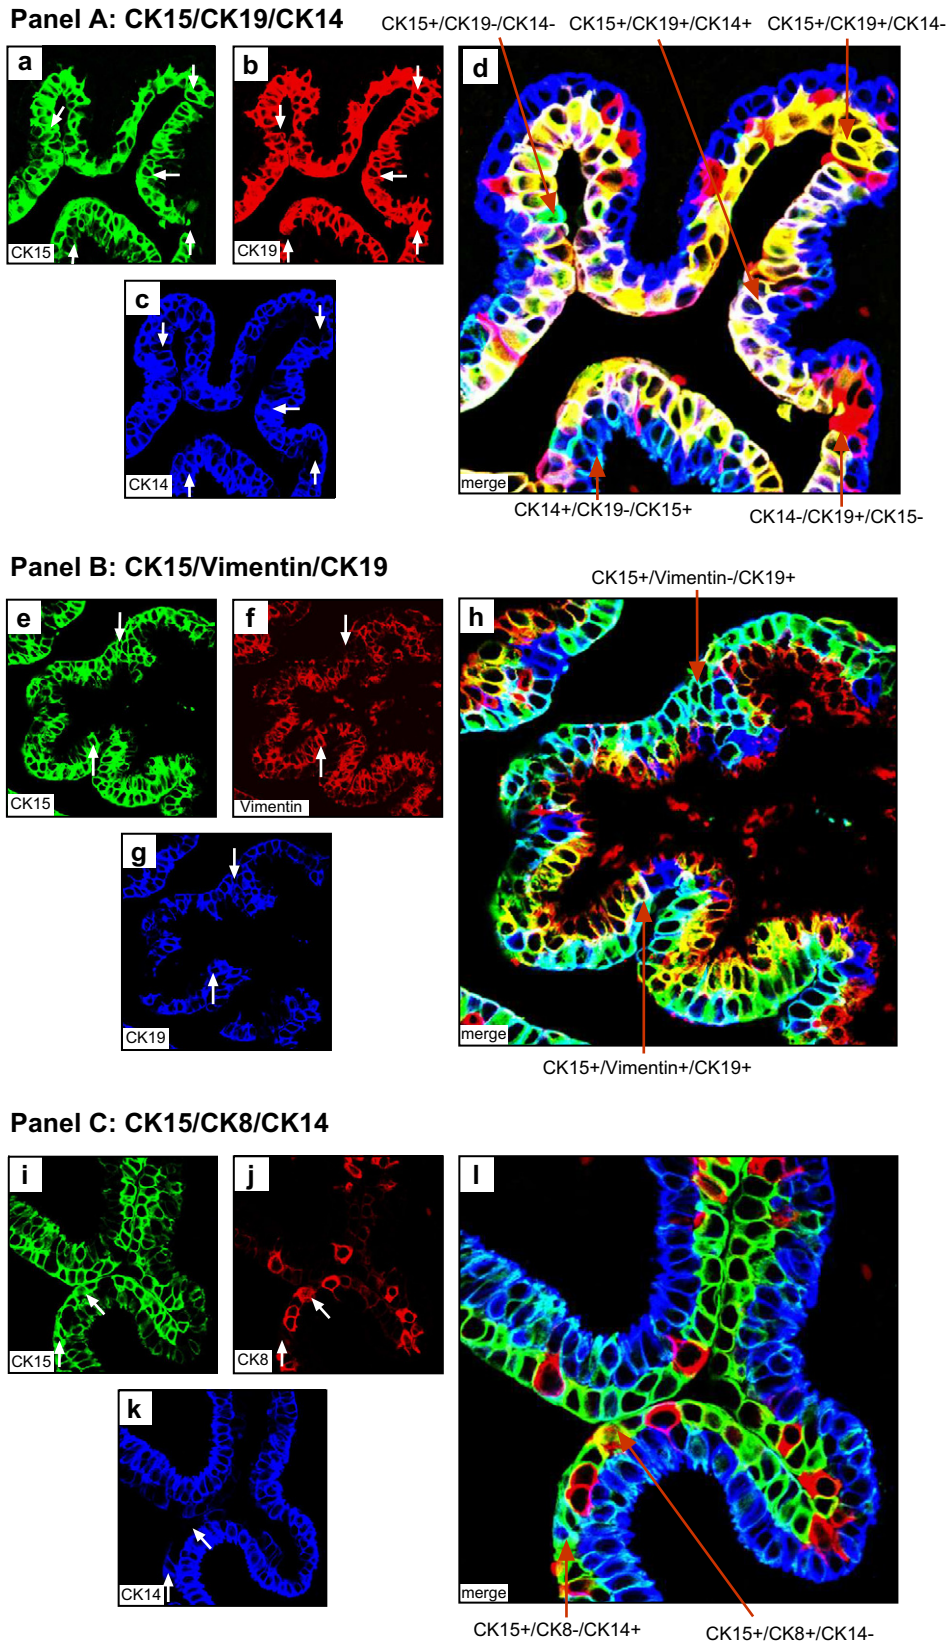 Panel A: CK15/CK19/CK14
CK15+/CK19-/CK14-
CK15+/CK19+/CK14+
CK15+/CK19+/CK14-
a
CK15
b
CK19
c
CK14
d
merge
CK14+/CK19-/CK15+
CK14-/CK19+/CK15-
Panel B: CK15/Vimentin/CK19
CK15+/Vimentin-/CK19+
e
CK15
f
Vimentin
g
CK19
h
merge
CK15+/Vimentin+/CK19+
Panel C: CK15/CK8/CK14
i
CK15
j
CK8
k
CK14
l
merge
CK15+/CK8-/CK14+
CK15+/CK8+/CK14-